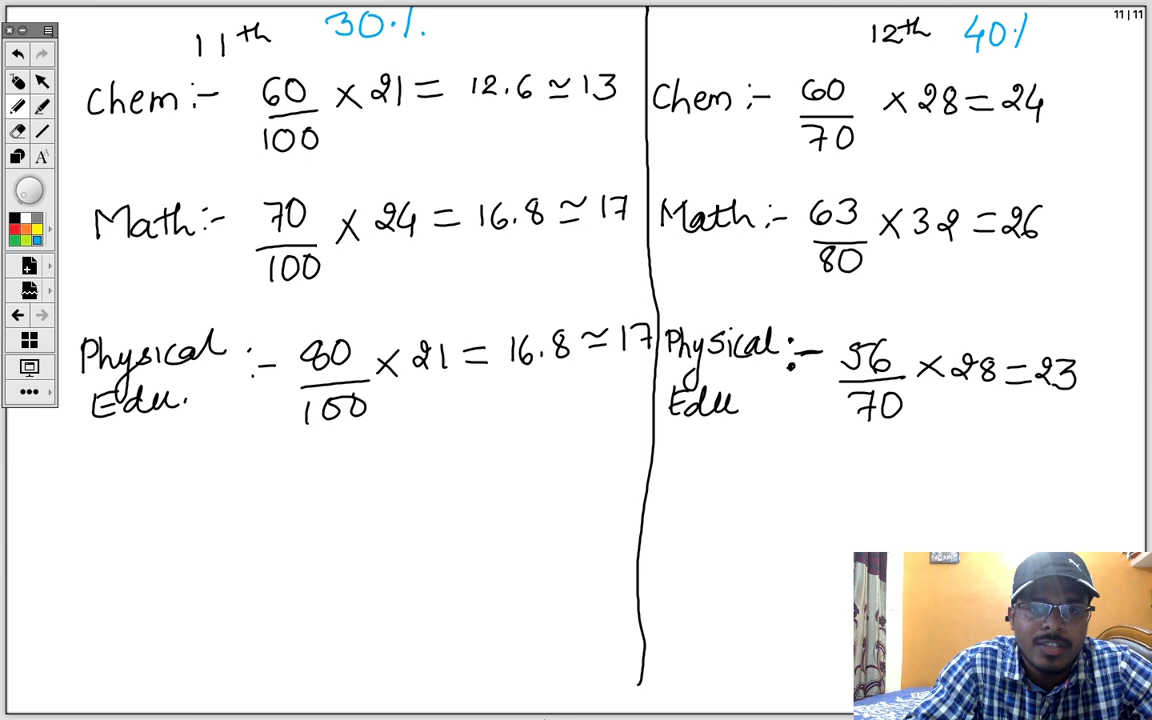 11th 30%
Chem :- 60/100 × 21 = 12.6 ≃ 13
Math :- 70/100 × 24 = 16.8 ≃ 17
Physical Edu. :- 80/100 × 21 = 16.8 ≃ 17
12th 40%
Chem :- 60/70 × 28 = 24
Math :- 63/80 × 32 = 26
Physical Edu :- 56/70 × 28 = 23
11 | 11
A